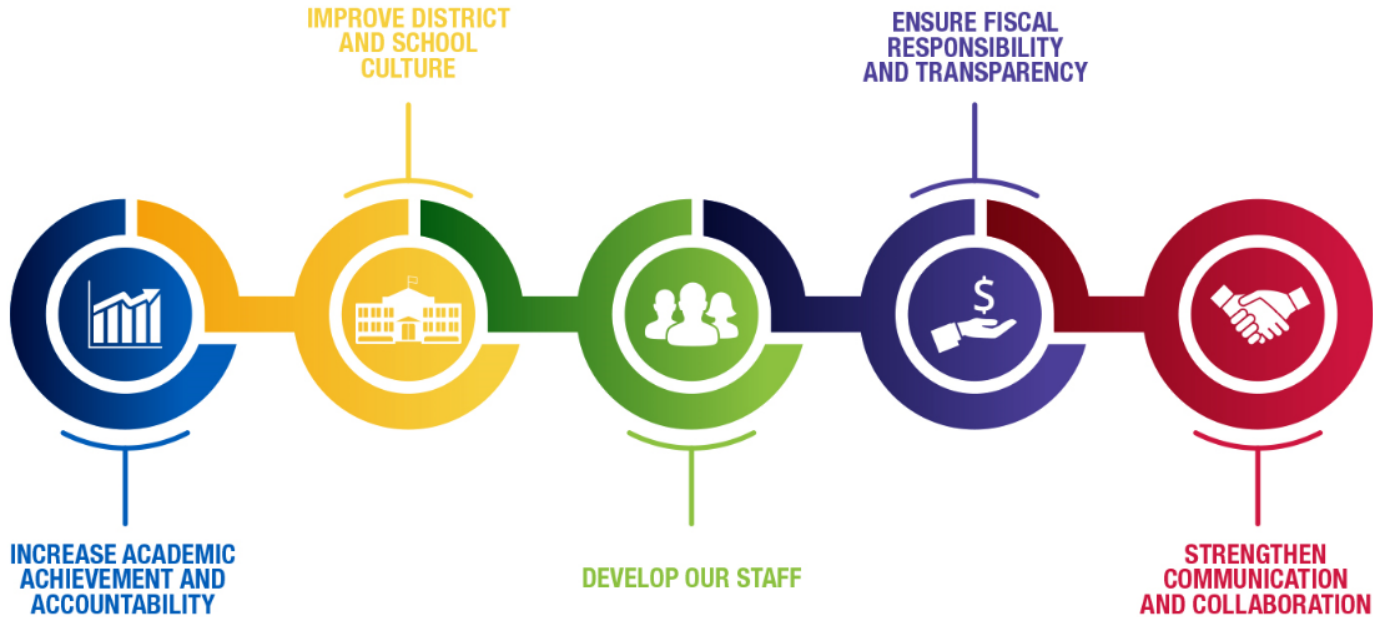 IMPROVE DISTRICT
AND SCHOOL
CULTURE
ENSURE FISCAL
RESPONSIBILITY
AND TRANSPARENCY
$
INCREASE ACADEMIC
ACHIEVEMENT AND
ACCOUNTABILITY
DEVELOP OUR STAFF
STRENGTHEN
COMMUNICATION
AND COLLABORATION